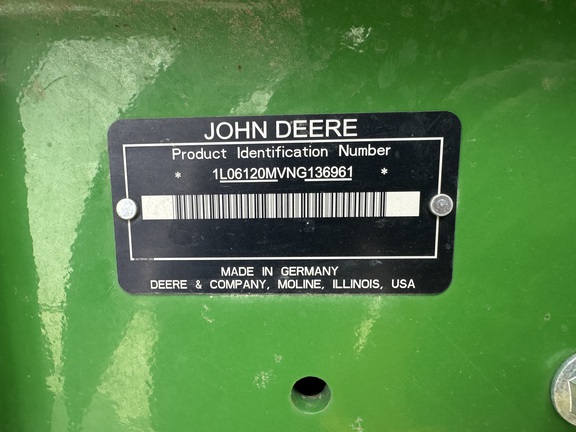 JOHN DEERE
Product Identification Number
* 1L06120MVNG136961 *
MADE IN GERMANY
DEERE & COMPANY, MOLINE, ILLINOIS, USA